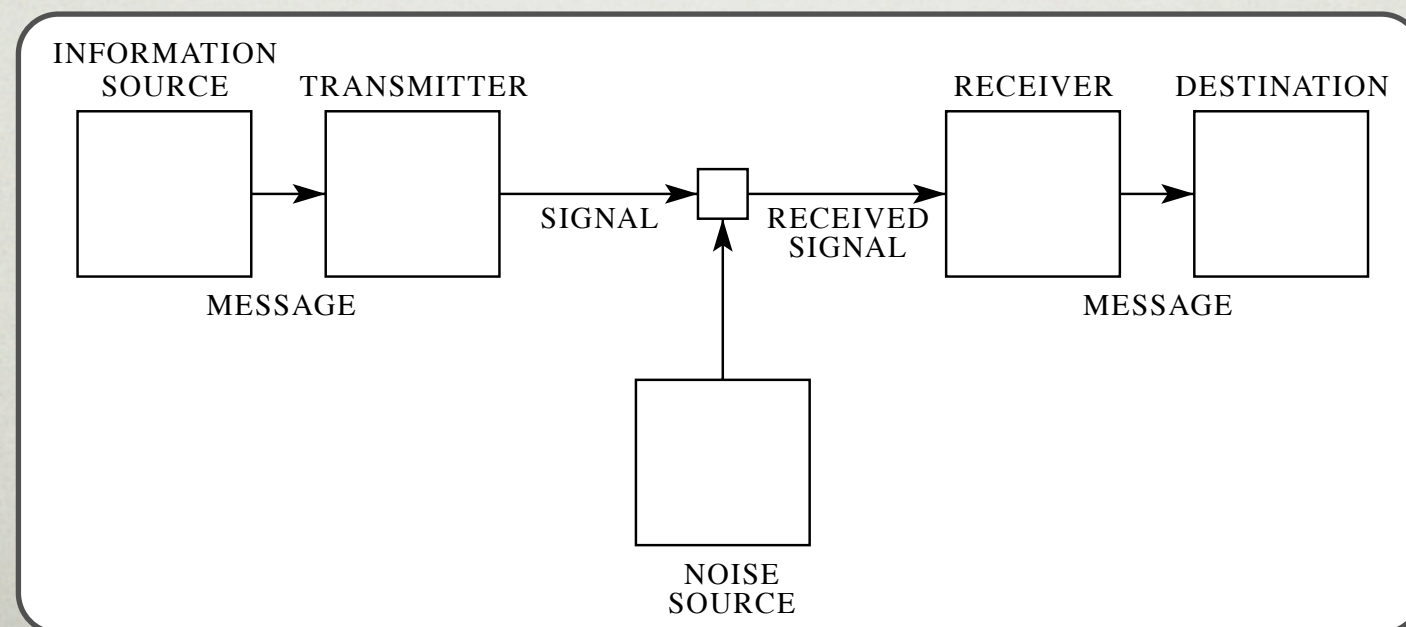 INFORMATION
SOURCE
TRANSMITTER
RECEIVER
DESTINATION
SIGNAL
RECEIVED
SIGNAL
MESSAGE
MESSAGE
NOISE
SOURCE